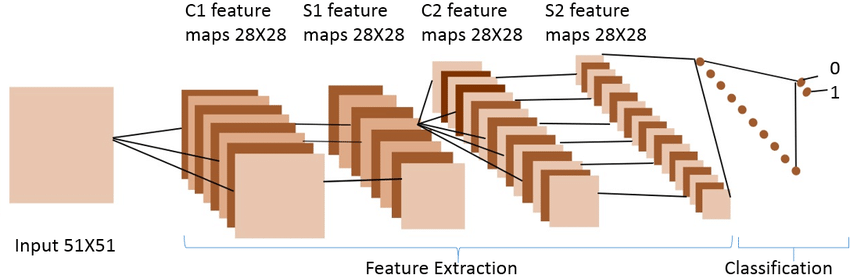 C1 feature
maps 28X28
S1 feature
maps 28X28
C2 feature
maps 28X28
S2 feature
maps 28X28
0
1
Input 51X51
Feature Extraction
Classification